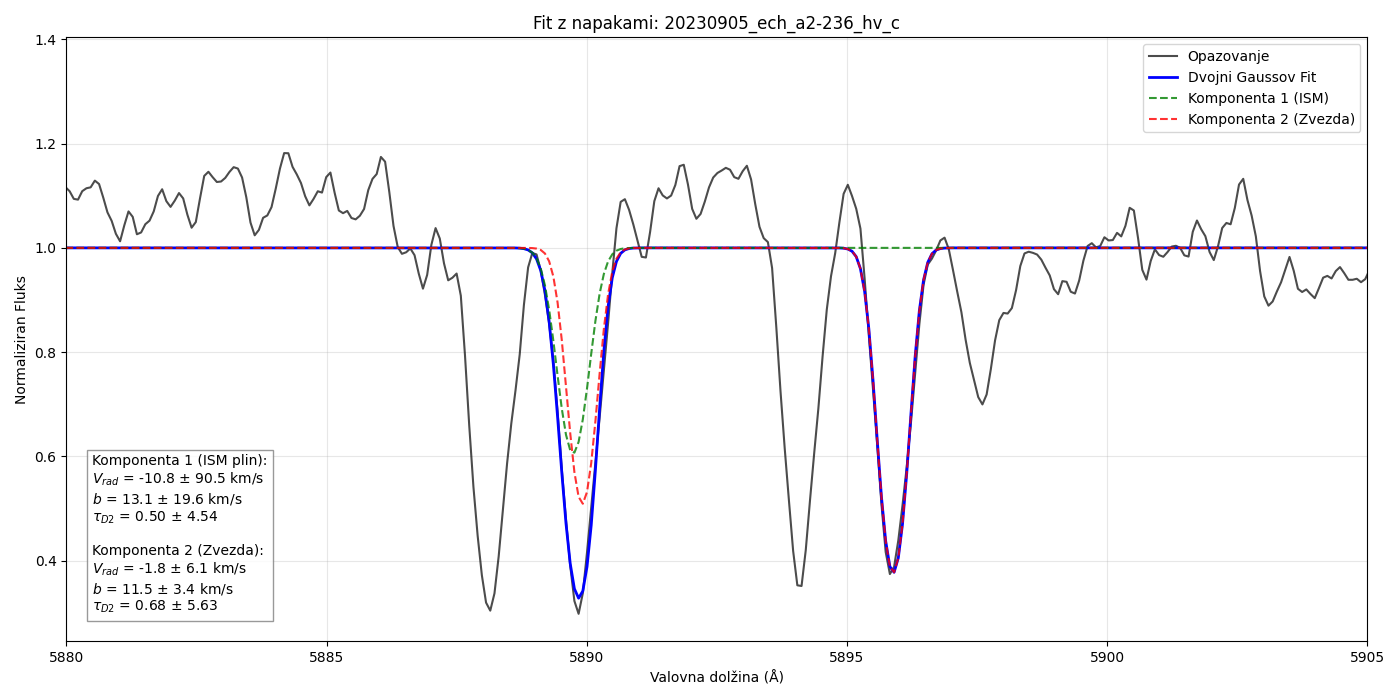 Fit z napakami: 20230905_ech_a2-236_hv_c
Normaliziran Fluks
1.4
1.2
1.0
0.8
0.6
0.4
Opazovanje
Dvojni Gaussov Fit
Komponenta 1 (ISM)
Komponenta 2 (Zvezda)
Komponenta 1 (ISM plin):
V_rad = -10.8 ± 90.5 km/s
b = 13.1 ± 19.6 km/s
τ_D2 = 0.50 ± 4.54
Komponenta 2 (Zvezda):
V_rad = -1.8 ± 6.1 km/s
b = 11.5 ± 3.4 km/s
τ_D2 = 0.68 ± 5.63
5880 5885 5890 5895 5900 5905
Valovna dolžina (Å)